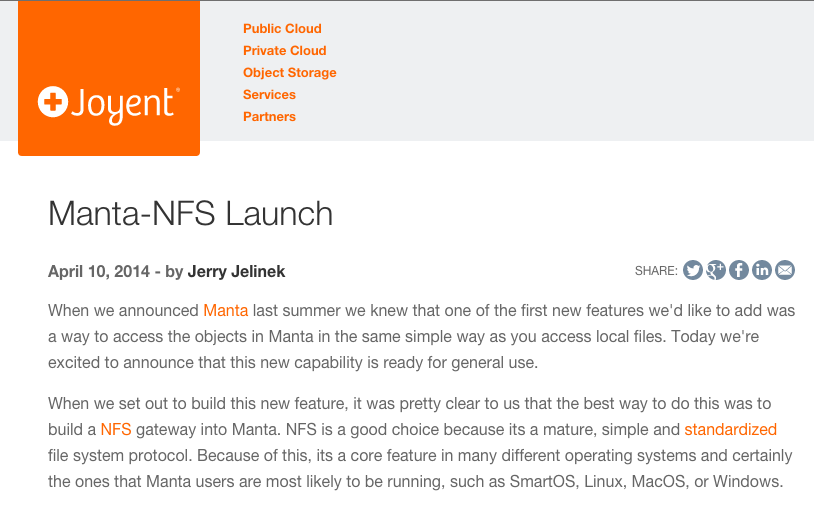 Public Cloud
Private Cloud
Object Storage
Services
Partners
Joyent®
Manta-NFS Launch
April 10, 2014 - by Jerry Jelinek
SHARE:
When we announced Manta last summer we knew that one of the first new features we'd like to add was
a way to access the objects in Manta in the same simple way as you access local files. Today we're
excited to announce that this new capability is ready for general use.
When we set out to build this new feature, it was pretty clear to us that the best way to do this was to
build a NFS gateway into Manta. NFS is a good choice because its a mature, simple and standardized
file system protocol. Because of this, its a core feature in many different operating systems and certainly
the ones that Manta users are most likely to be running, such as SmartOS, Linux, MacOS, or Windows.